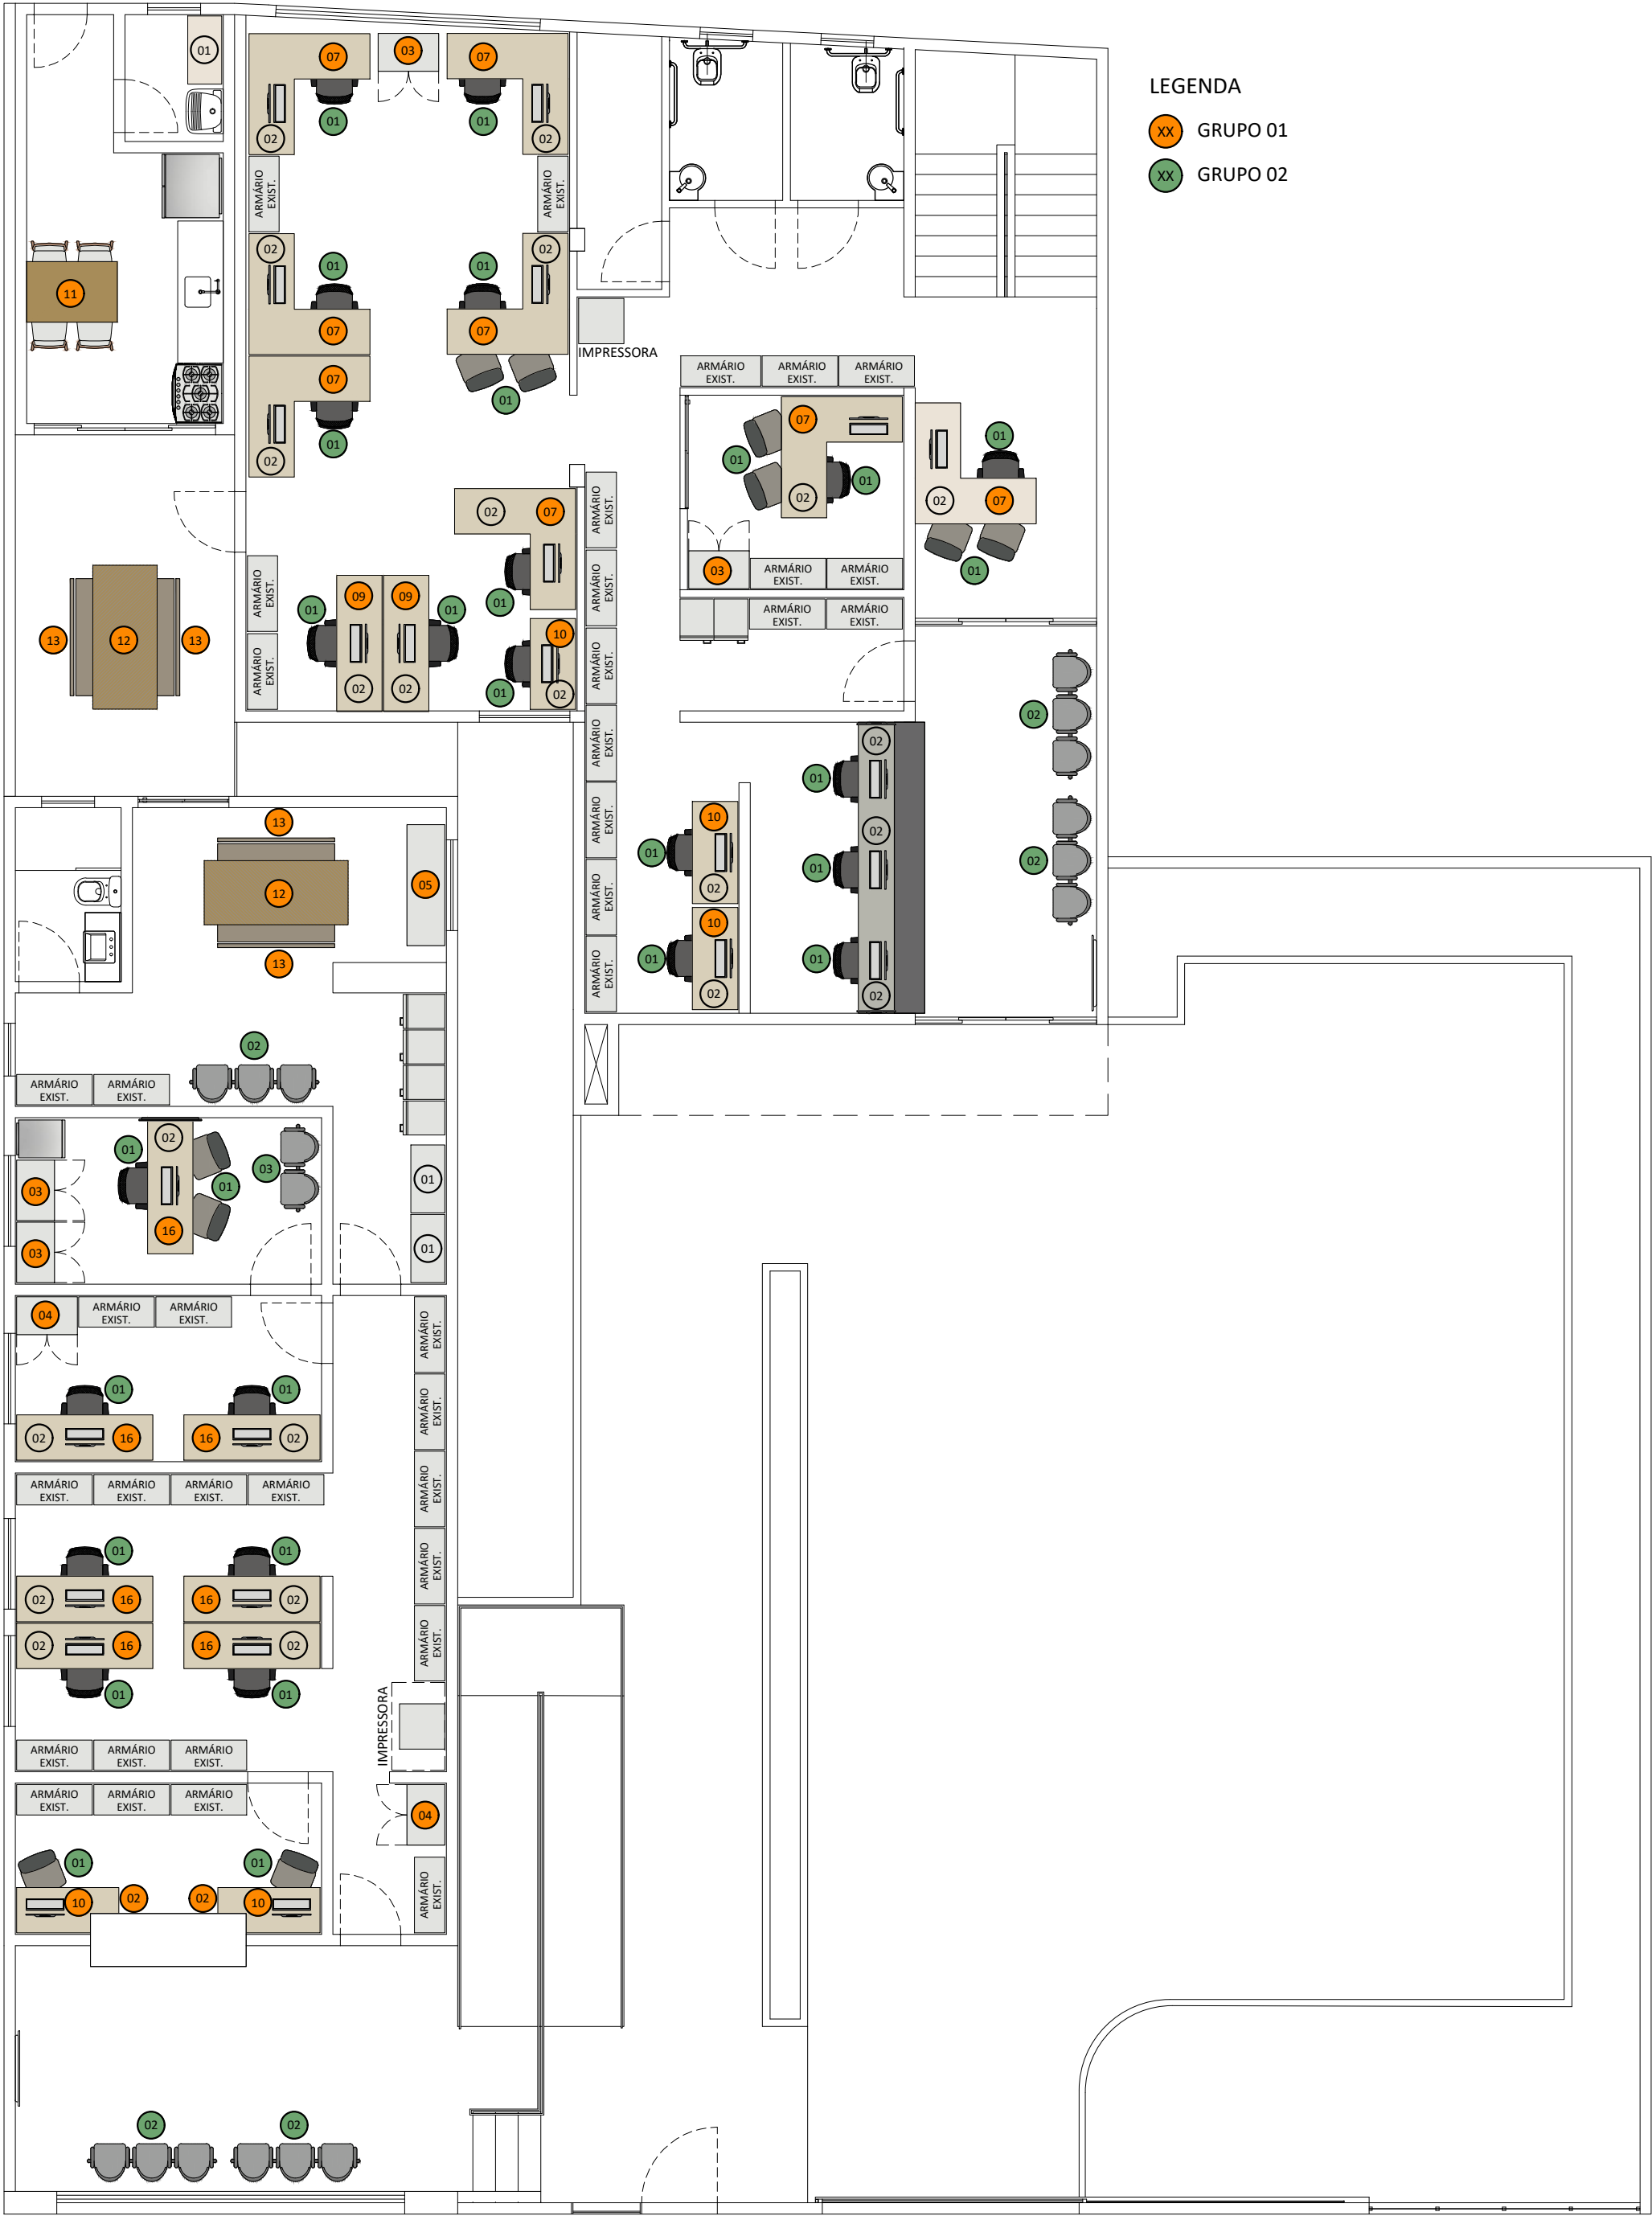 LEGENDA
XX GRUPO 01
XX GRUPO 02
01
07
03
07
01
01
02
02
ARMÁRIO
EXIST.
ARMÁRIO
EXIST.
02
02
01
01
11
07
07
IMPRESSORA
07
01
01
02
ARMÁRIO
EXIST.
ARMÁRIO
EXIST.
ARMÁRIO
EXIST.
07
01
01
02
01
02
07
01
03
ARMÁRIO
EXIST.
ARMÁRIO
EXIST.
ARMÁRIO
EXIST.
ARMÁRIO
EXIST.
02
07
01
09
09
01
01
10
01
02
02
02
ARMÁRIO
EXIST.
ARMÁRIO
EXIST.
13
12
13
ARMÁRIO
EXIST.
ARMÁRIO
EXIST.
ARMÁRIO
EXIST.
ARMÁRIO
EXIST.
ARMÁRIO
EXIST.
ARMÁRIO
EXIST.
ARMÁRIO
EXIST.
02
02
01
02
01
01
02
10
01
02
10
01
02
02
13
12
05
13
02
ARMÁRIO
EXIST.
ARMÁRIO
EXIST.
02
01
01
03
16
03
03
01
01
04
ARMÁRIO
EXIST.
ARMÁRIO
EXIST.
01
01
02
16
16
02
ARMÁRIO
EXIST.
ARMÁRIO
EXIST.
ARMÁRIO
EXIST.
ARMÁRIO
EXIST.
ARMÁRIO
EXIST.
ARMÁRIO
EXIST.
ARMÁRIO
EXIST.
ARMÁRIO
EXIST.
ARMÁRIO
EXIST.
01
01
02
16
16
02
02
16
16
02
01
01
IMPRESSORA
ARMÁRIO
EXIST.
ARMÁRIO
EXIST.
ARMÁRIO
EXIST.
ARMÁRIO
EXIST.
ARMÁRIO
EXIST.
ARMÁRIO
EXIST.
04
01
01
10
02
02
10
ARMÁRIO
EXIST.
02
02